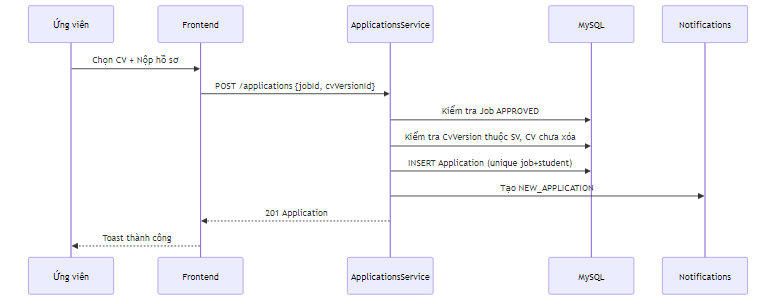 Ứng viên
Frontend
ApplicationsService
MySQL
Notifications
Chọn CV + Nộp hồ sơ
POST /applications {jobId, cvVersionId}
Kiểm tra Job APPROVED
Kiểm tra CvVersion thuộc SV, CV chưa xóa
INSERT Application (unique job+student)
Tạo NEW_APPLICATION
201 Application
Toast thành công
Ứng viên
Frontend
ApplicationsService
MySQL
Notifications